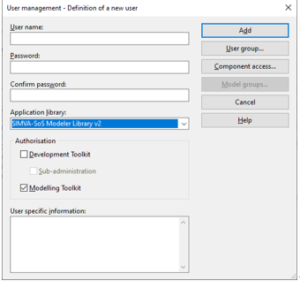 User management - Definition of a new user
User name:
Add
User group...
Password:
Component access...
Confirm password:
Model groups...
Cancel
Application library:
SIMVA-SoS Modeler Library v2
Help
Authorisation
Development Toolkit
Sub-administration
Modelling Toolkit
User specific information: